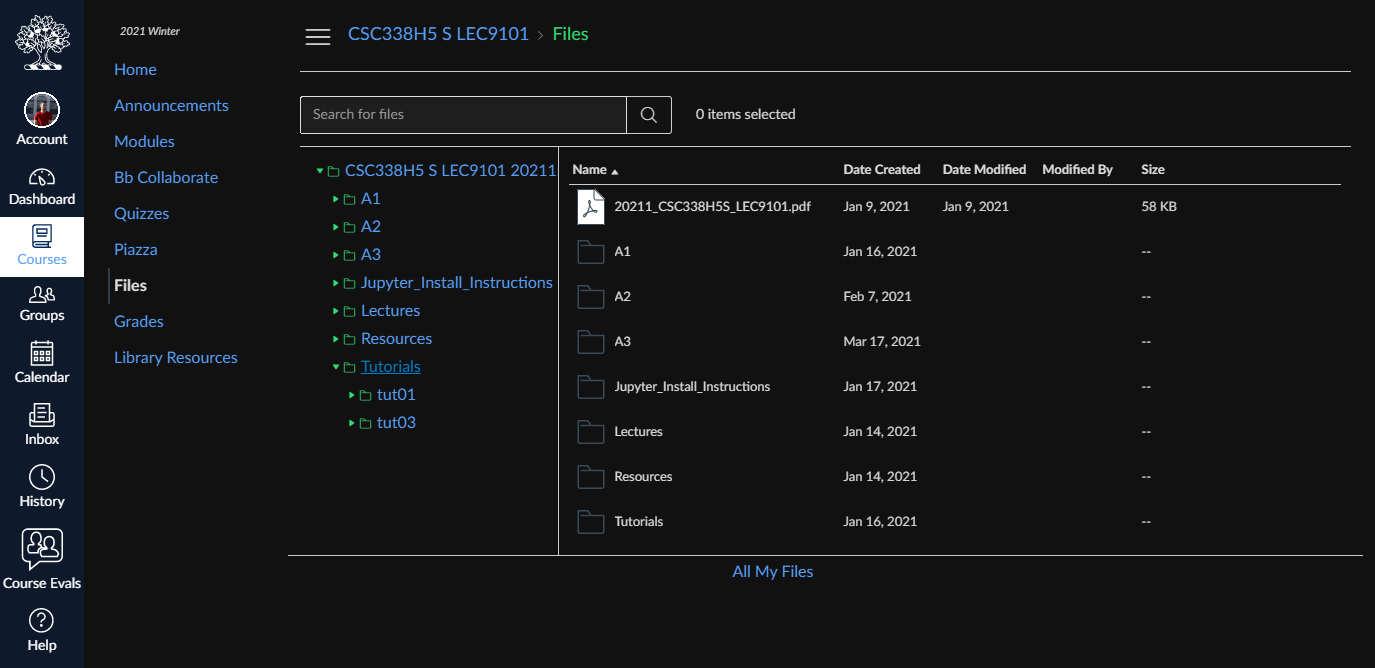 Account
Dashboard
Courses
Groups
Calendar
Inbox
History
Course Evals
Help
2021 Winter
Home
Announcements
Modules
Bb Collaborate
Quizzes
Piazza
Files
Grades
Library Resources
CSC338H5 S LEC9101 > Files
Search for files
0 items selected
CSC338H5 S LEC9101 20211
A1
A2
A3
Jupyter_Install_Instructions
Lectures
Resources
Tutorials
tut01
tut03
Name Date Created Date Modified Modified By Size
20211_CSC338H5S_LEC9101.pdf Jan 9, 2021 Jan 9, 2021 58 KB
A1 Jan 16, 2021 --
A2 Feb 7, 2021 --
A3 Mar 17, 2021 --
Jupyter_Install_Instructions Jan 17, 2021 --
Lectures Jan 14, 2021 --
Resources Jan 14, 2021 --
Tutorials Jan 16, 2021 --
All My Files